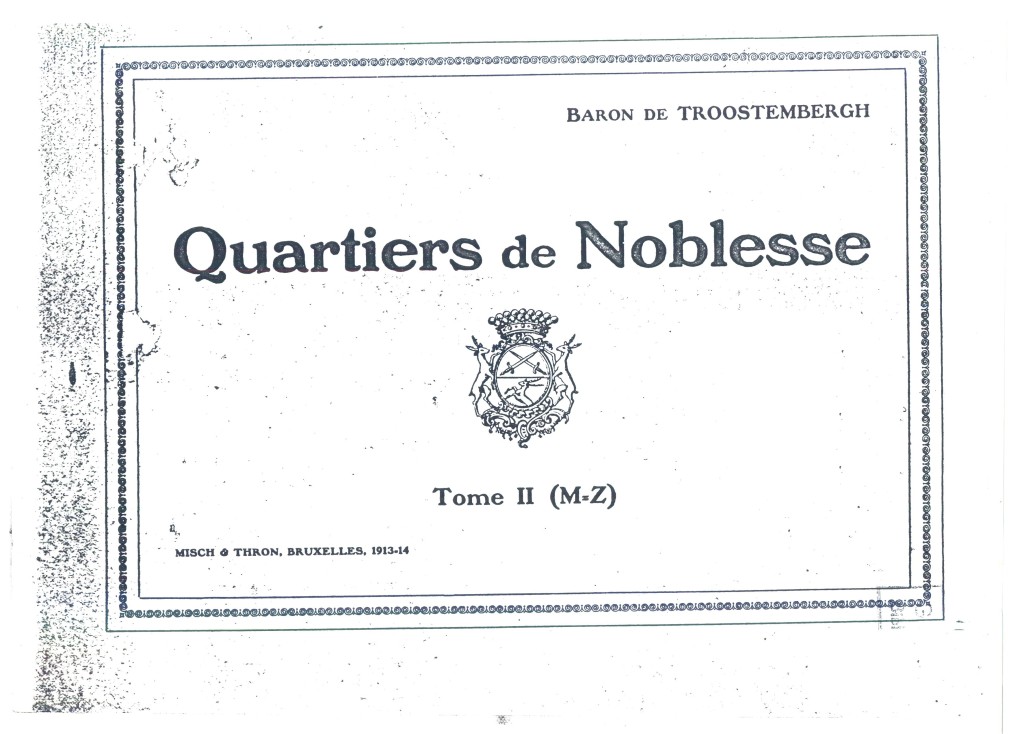 BARON DE TROOSTEMBERGH
Quartiers de Noblesse
Tome II (M=Z)
MISCH & THRON, BRUXELLES, 1913-14